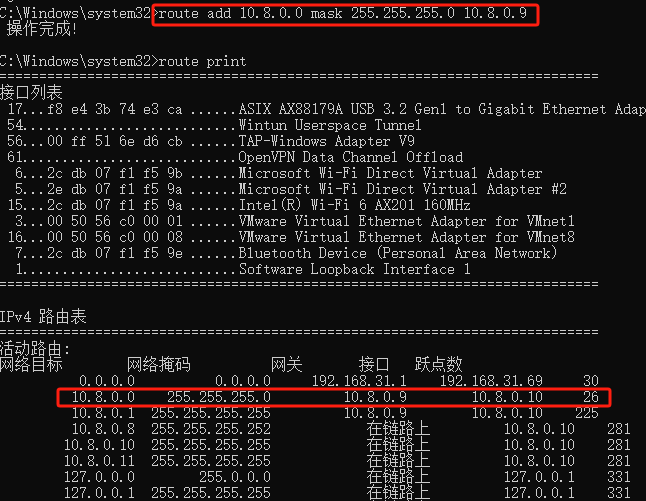 C:\Windows\system32>route add 10.8.0.0 mask 255.255.255.0 10.8.0.9
操作完成!
C:\Windows\system32>route print
===========================================================================
接口列表
17...f8 e4 3b 74 e3 ca ......ASIX AX88179A USB 3.2 Gen1 to Gigabit Ethernet Adap
54...........................Wintun Userspace Tunnel
56...00 ff 51 6e d6 cb ......TAP-Windows Adapter V9
61...........................OpenVPN Data Channel Offload
6...2c db 07 f1 f5 9b ......Microsoft Wi-Fi Direct Virtual Adapter
5...2e db 07 f1 f5 9a ......Microsoft Wi-Fi Direct Virtual Adapter #2
15...2c db 07 f1 f5 9a ......Intel(R) Wi-Fi 6 AX201 160MHz
3...00 50 56 c0 00 01 ......VMware Virtual Ethernet Adapter for VMnet1
16...00 50 56 c0 00 08 ......VMware Virtual Ethernet Adapter for VMnet8
7...2c db 07 f1 f5 9e ......Bluetooth Device (Personal Area Network)
1...........................Software Loopback Interface 1
===========================================================================
IPv4 路由表
===========================================================================
活动路由:
网络目标 网络掩码 网关 接口 跃点数
0.0.0.0 0.0.0.0 192.168.31.1 192.168.31.69 30
10.8.0.0 255.255.255.0 10.8.0.9 10.8.0.10 26
10.8.0.1 255.255.255.255 10.8.0.9 10.8.0.10 225
10.8.0.8 255.255.255.252 在链路上 10.8.0.10 281
10.8.0.10 255.255.255.255 在链路上 10.8.0.10 281
10.8.0.11 255.255.255.255 在链路上 10.8.0.10 281
127.0.0.0 255.0.0.0 在链路上 127.0.0.1 331
127.0.0.1 255.255.255.255 在链路上 127.0.0.1 331